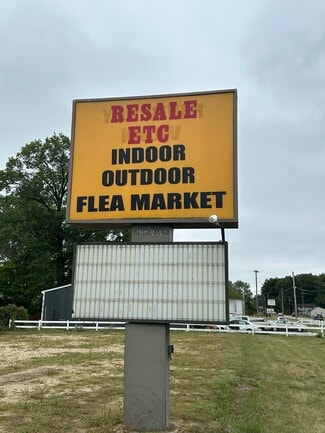 RESALE
ETC
INDOOR
OUTDOOR
FLEA MARKET